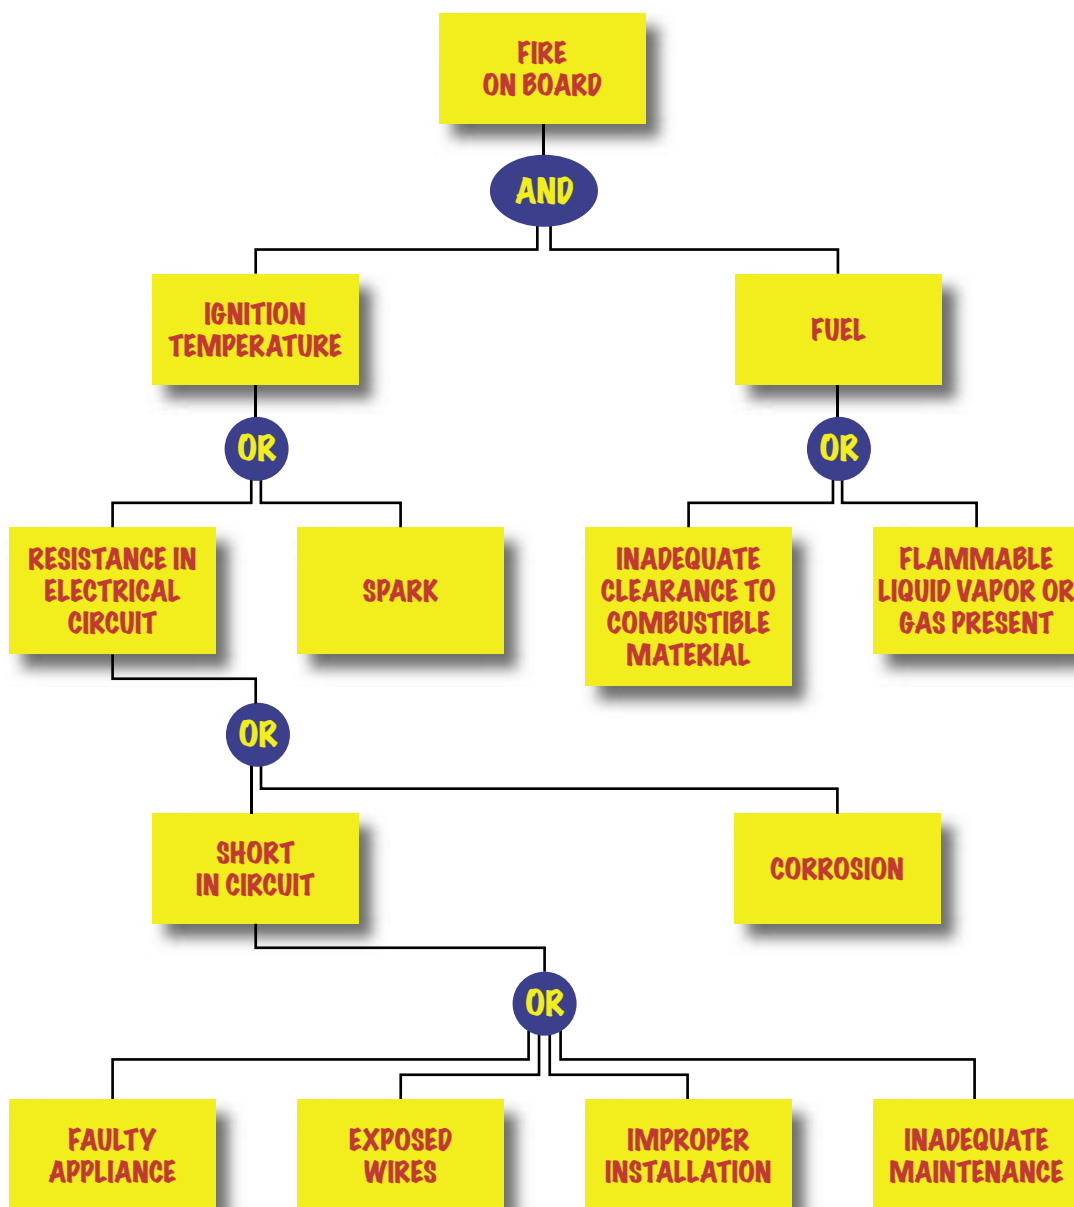 FIRE
ON BOARD
AND
IGNITION
TEMPERATURE
FUEL
OR
OR
RESISTANCE IN
ELECTRICAL
CIRCUIT
SPARK
INADEQUATE
CLEARANCE TO
COMBUSTIBLE
MATERIAL
FLAMMABLE
LIQUID VAPOR OR
GAS PRESENT
OR
SHORT
IN CIRCUIT
CORROSION
OR
FAULTY
APPLIANCE
EXPOSED
WIRES
IMPROPER
INSTALLATION
INADEQUATE
MAINTENANCE